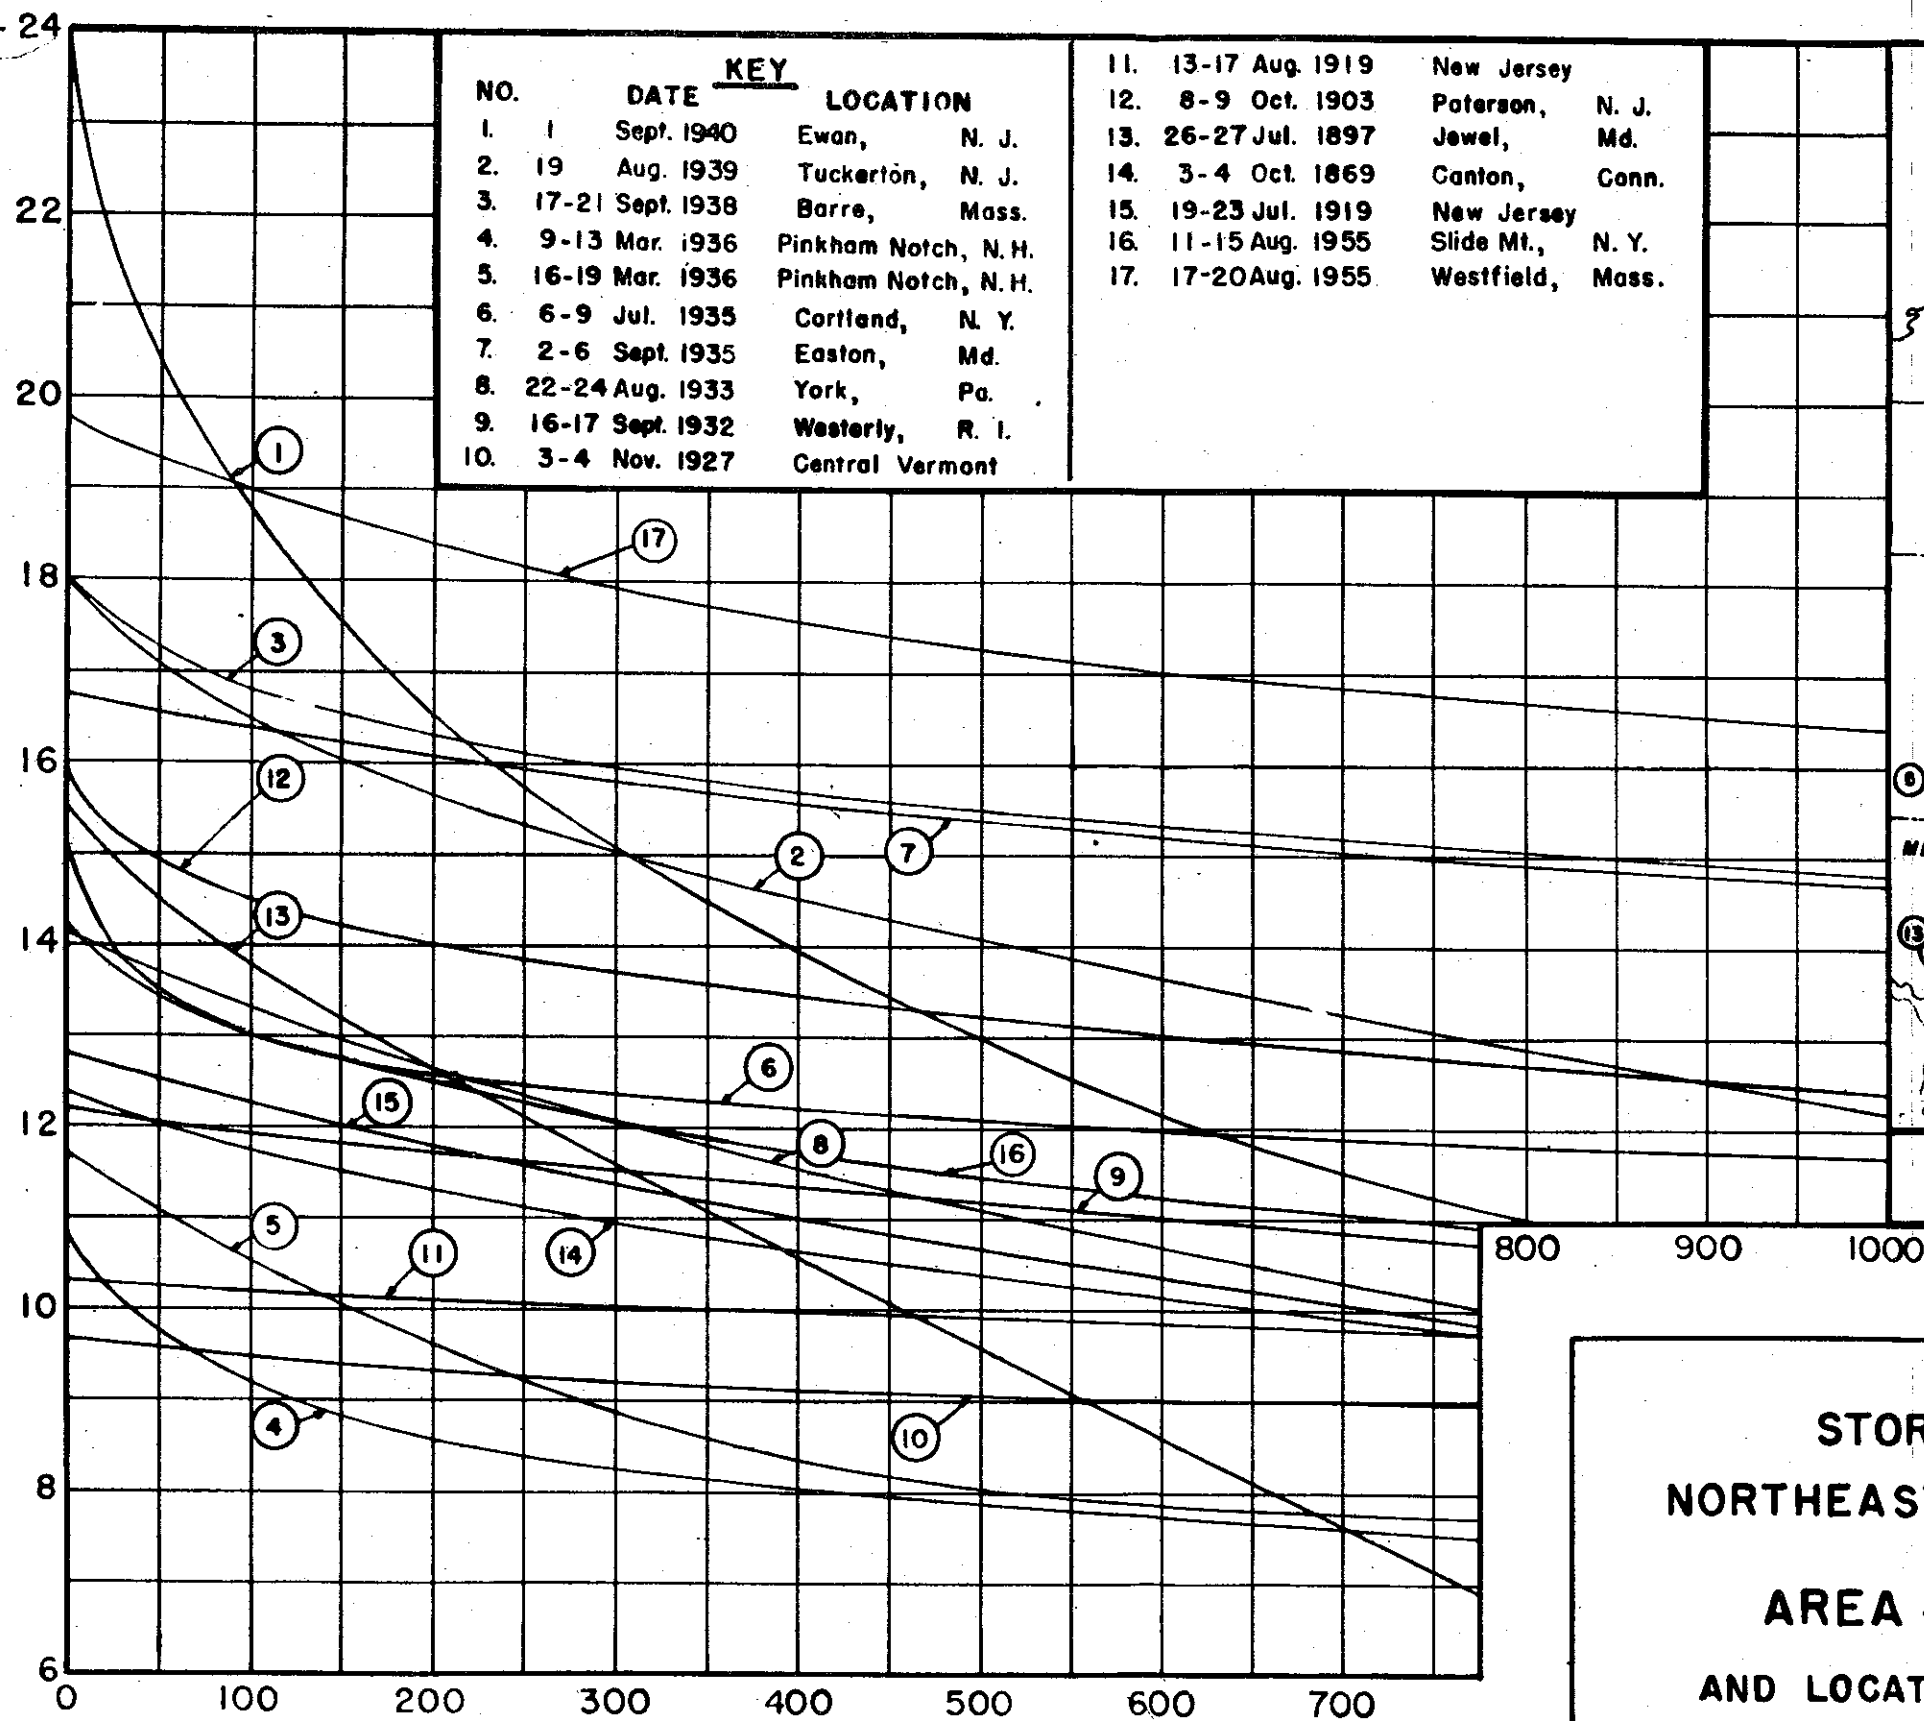 24
22
20
18
16
14
12
10
8
6
KEY
NO. DATE LOCATION
1. 1 Sept. 1940 Ewan, N. J.
2. 19 Aug. 1939 Tuckerton, N. J.
3. 17-21 Sept. 1938 Barre, Mass.
4. 9-13 Mar. 1936 Pinkham Notch, N.H.
5. 16-19 Mar. 1936 Pinkham Notch, N.H.
6. 6-9 Jul. 1935 Cortland, N. Y.
7. 2-6 Sept. 1935 Easton, Md.
8. 22-24 Aug. 1933 York, Pa.
9. 16-17 Sept. 1932 Westerly, R. I.
10. 3-4 Nov. 1927 Central Vermont
11. 13-17 Aug. 1919 New Jersey
12. 8-9 Oct. 1903 Paterson, N. J.
13. 26-27 Jul. 1897 Jewel, Md.
14. 3-4 Oct. 1869 Canton, Conn.
15. 19-23 Jul. 1919 New Jersey
16. 11-15 Aug. 1955 Slide Mt., N. Y.
17. 17-20 Aug. 1955 Westfield, Mass.
1
17
3
12
2
7
13
6
15
8
16
9
5
11
14
4
10
13
800 900 1000
0 100 200 300 400 500 600 700
STOR
NORTHEAS
AREA
AND LOCAT